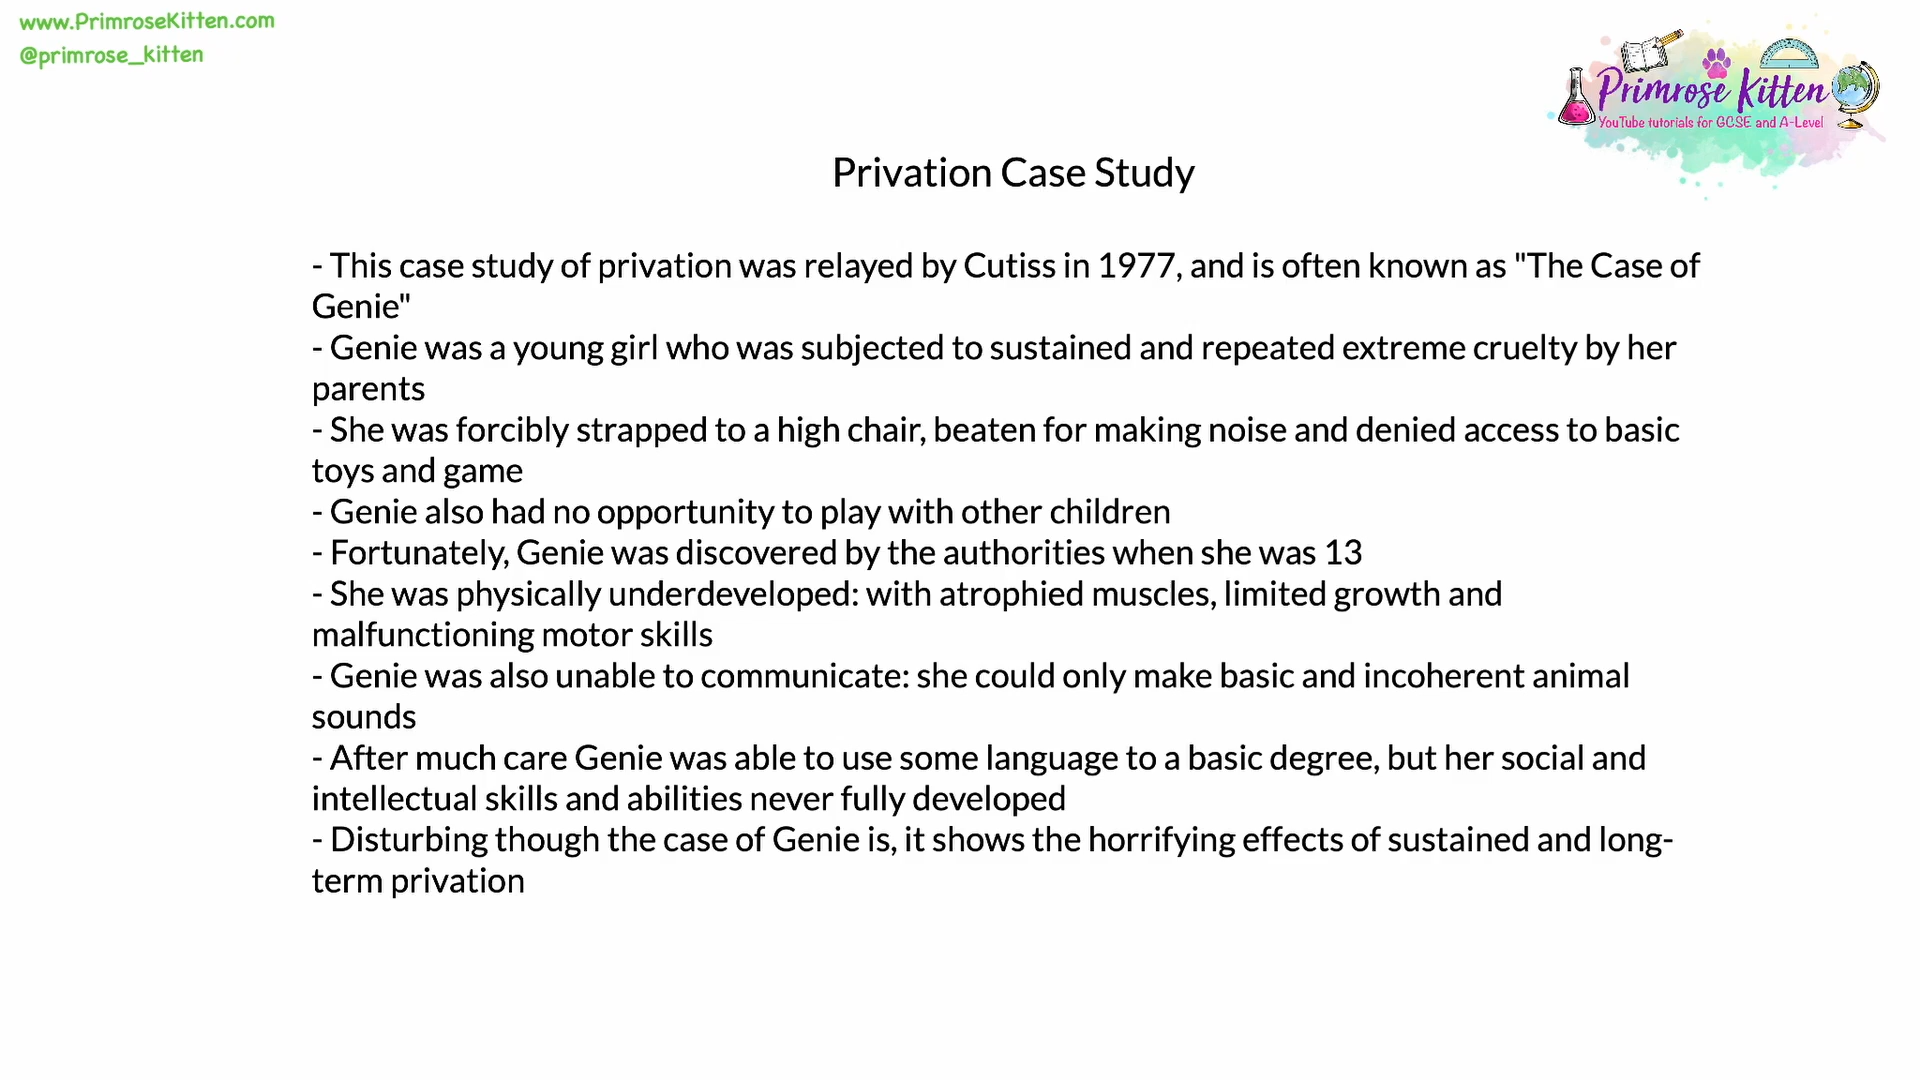 www.PrimroseKitten.com
@primrose_kitten
Primrose Kitten
YouTube tutorials for GCSE and A-Level
Privation Case Study
- This case study of privation was relayed by Cutiss in 1977, and is often known as "The Case of
Genie"
- Genie was a young girl who was subjected to sustained and repeated extreme cruelty by her
parents
- She was forcibly strapped to a high chair, beaten for making noise and denied access to basic
toys and game
- Genie also had no opportunity to play with other children
- Fortunately, Genie was discovered by the authorities when she was 13
- She was physically underdeveloped: with atrophied muscles, limited growth and
malfunctioning motor skills
- Genie was also unable to communicate: she could only make basic and incoherent animal
sounds
- After much care Genie was able to use some language to a basic degree, but her social and
intellectual skills and abilities never fully developed
- Disturbing though the case of Genie is, it shows the horrifying effects of sustained and long-
term privation